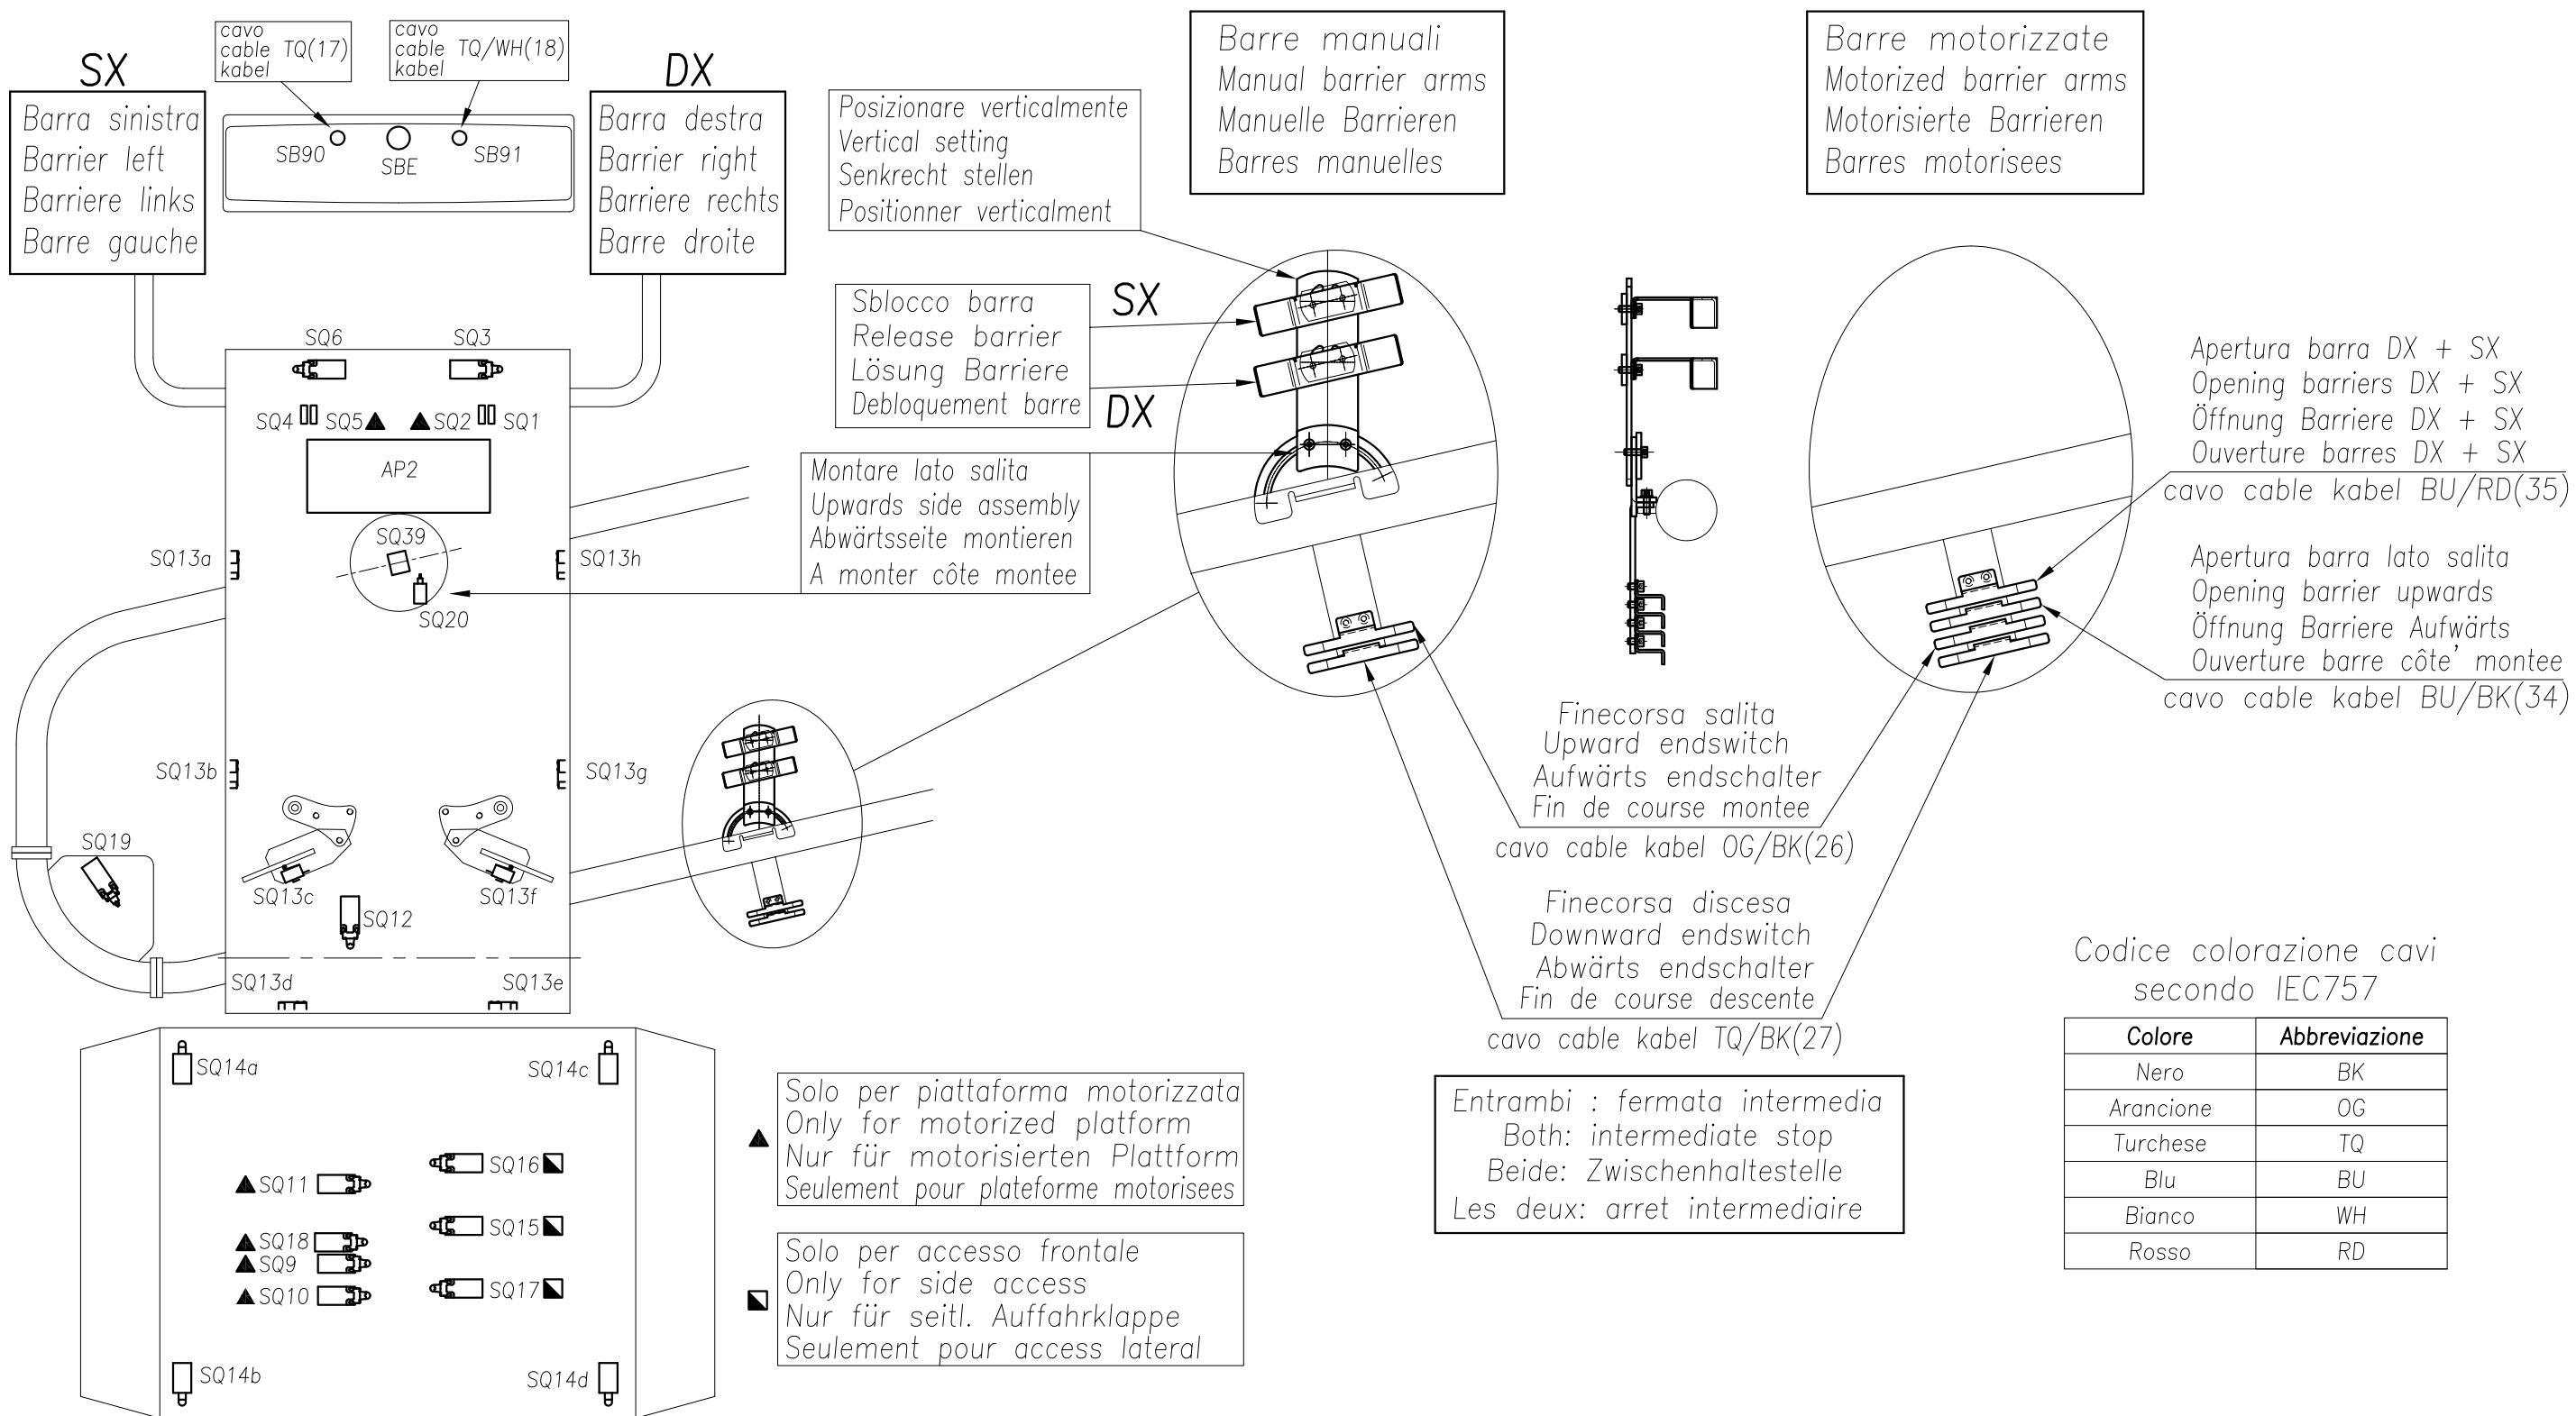 SX
Barra sinistra
Barrier left
Barriere links
Barre gauche
cavo
cable TQ(17)
kabel
cavo
cable TQ/WH(18)
kabel
SB90
SBE
SB91
DX
Barra destra
Barrier right
Barriere rechts
Barre droite
Posizionare verticalmente
Vertical setting
Senkrecht stellen
Positionner verticalment
Barre manuali
Manual barrier arms
Manuelle Barrieren
Barres manuelles
Barre motorizzate
Motorized barrier arms
Motorisierte Barrieren
Barres motorisees
Sblocco barra
Release barrier
Lösung Barriere
Debloquement barre
SX
DX
Montare lato salita
Upwards side assembly
Abwärtsseite montieren
A monter côte montee
SQ6
SQ3
SQ4
SQ5
SQ2
SQ1
AP2
SQ39
SQ20
SQ13a
SQ13h
SQ13b
SQ13g
SQ19
SQ13c
SQ13f
SQ12
SQ13d
SQ13e
Apertura barra DX + SX
Opening barriers DX + SX
Öffnung Barriere DX + SX
Ouverture barres DX + SX
cavo cable kabel BU/RD(35)
Apertura barra lato salita
Opening barrier upwards
Öffnung Barriere Aufwärts
Ouverture barre côte' montee
cavo cable kabel BU/BK(34)
Finecorsa salita
Upward endswitch
Aufwärts endschalter
Fin de course montee
cavo cable kabel OG/BK(26)
Finecorsa discesa
Downward endswitch
Abwärts endschalter
Fin de course descente
cavo cable kabel TQ/BK(27)
Entrambi : fermata intermedia
Both: intermediate stop
Beide: Zwischenhaltestelle
Les deux: arret intermediaire
Codice colorazione cavi
secondo IEC757
Colore Abbreviazione
Nero BK
Arancione OG
Turchese TQ
Blu BU
Bianco WH
Rosso RD
SQ14a
SQ14c
SQ16
SQ11
SQ15
SQ18
SQ9
SQ17
SQ10
SQ14b
SQ14d
Solo per piattaforma motorizzata
Only for motorized platform
Nur für motorisierten Plattform
Seulement pour plateforme motorisees
Solo per accesso frontale
Only for side access
Nur für seitl. Auffahrklappe
Seulement pour access lateral